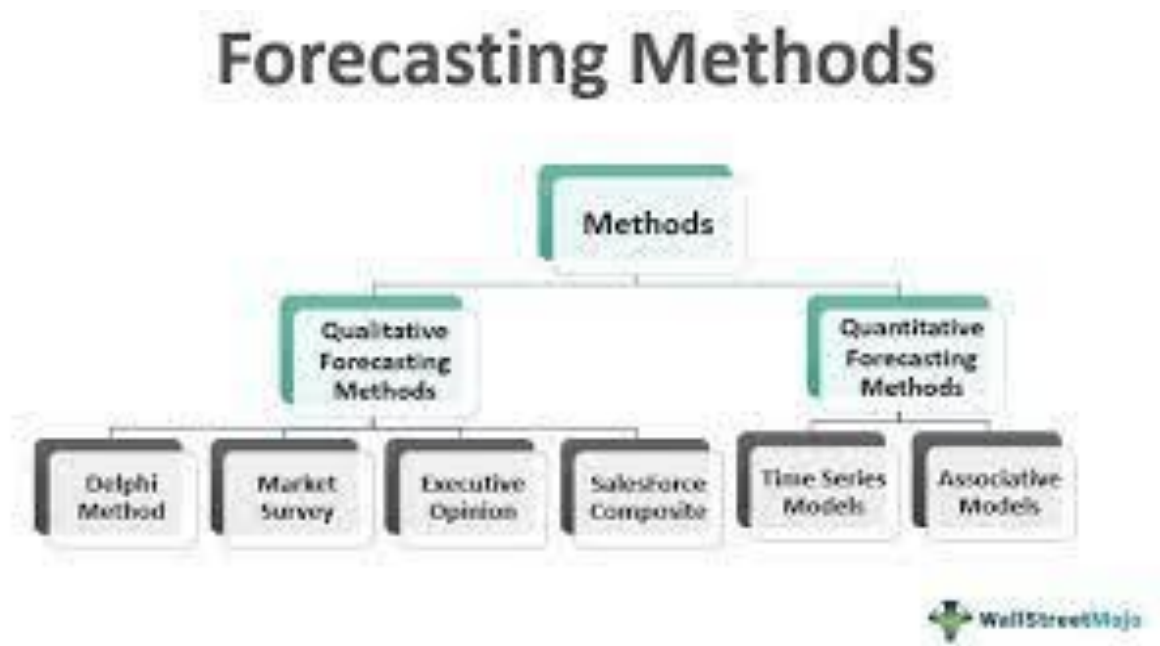 Forecasting Methods
Methods
Qualitative
Forecasting
Methods
Quantitative
Forecasting
Methods
Delphi
Method
Market
Survey
Executive
Opinion
SalesForce
Composite
Time Series
Models
Associative
Models
WallStreetMojo